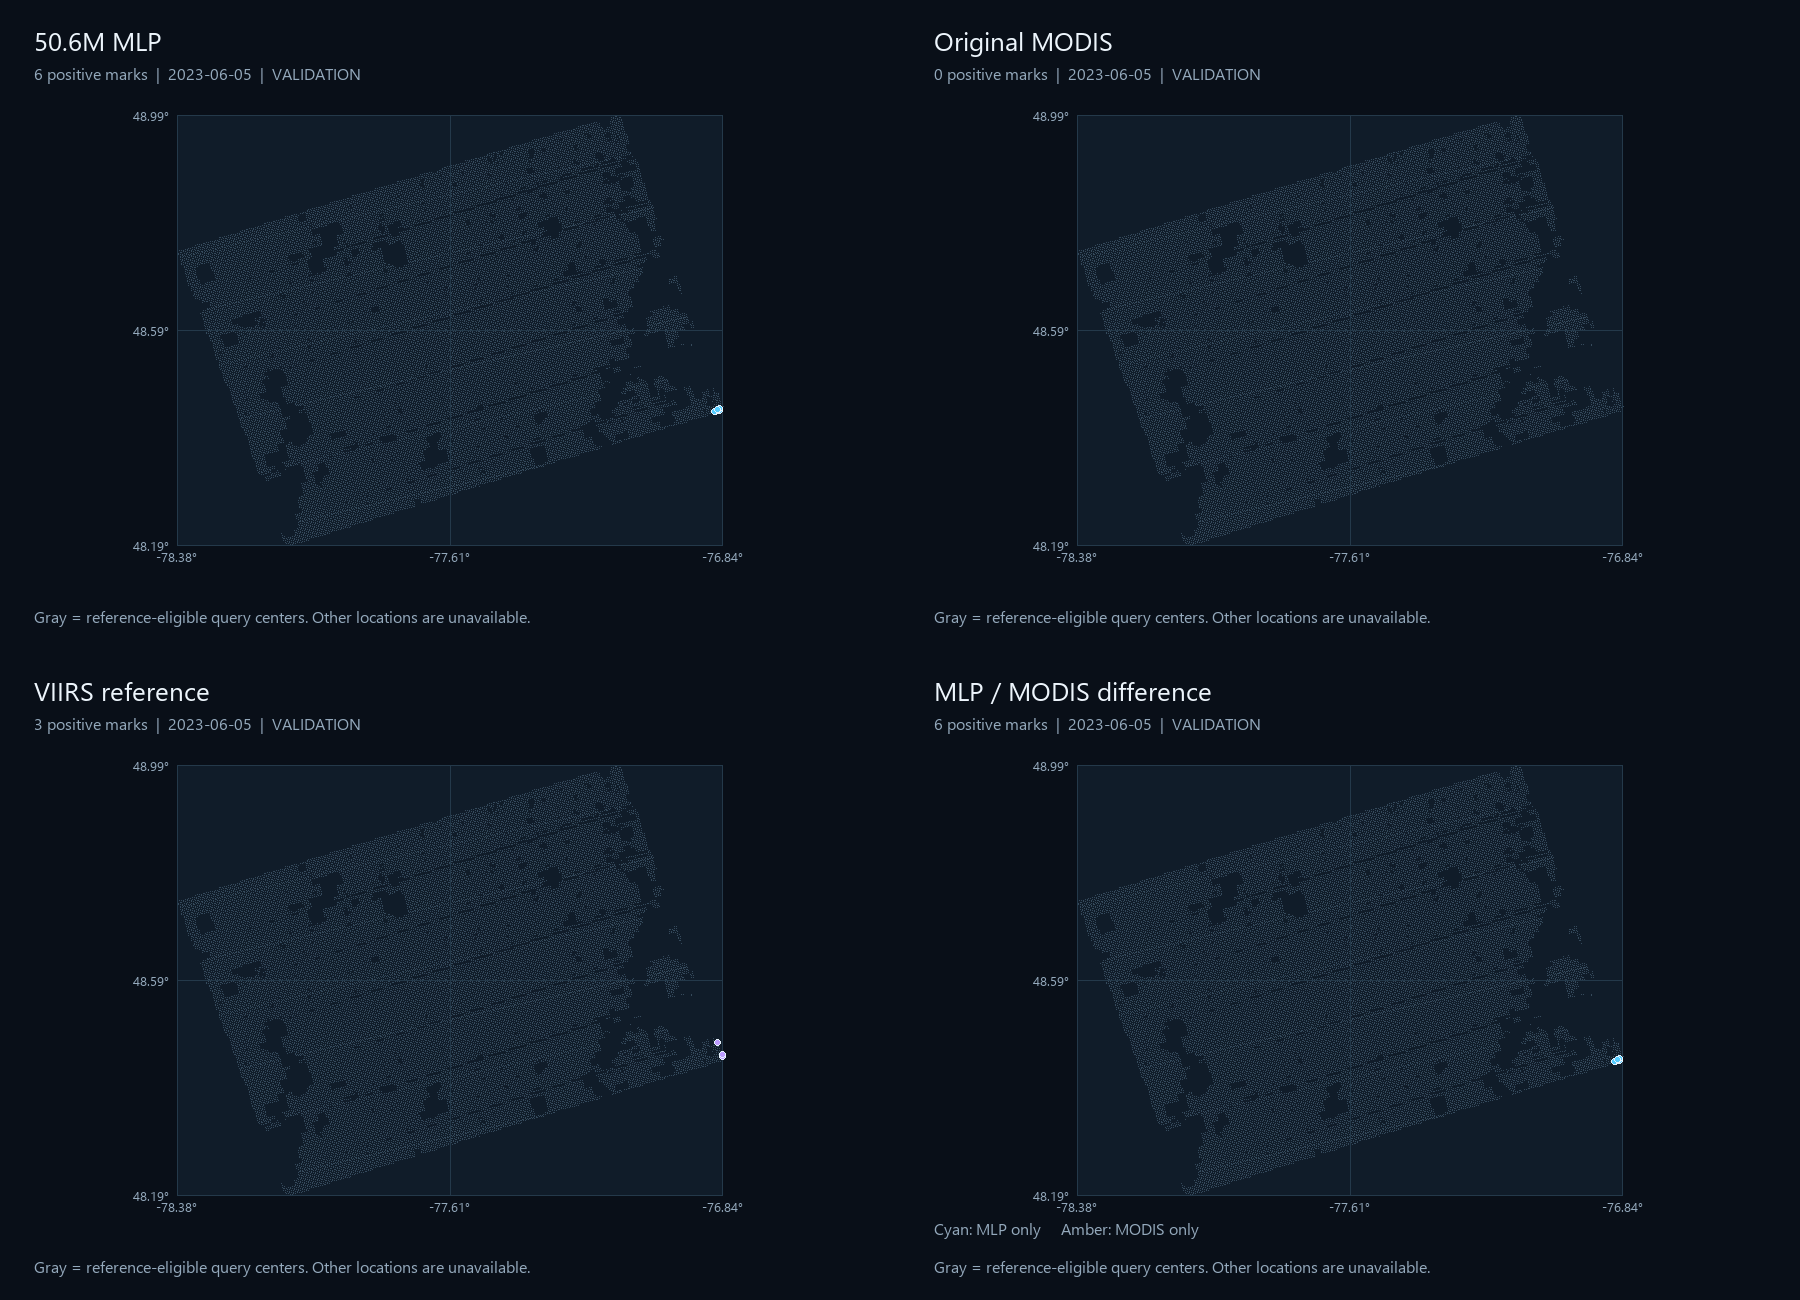 50.6M MLP
6 positive marks | 2023-06-05 | VALIDATION
48.99°
48.59°
48.19°
-78.38°
-77.61°
-76.84°
Gray = reference-eligible query centers. Other locations are unavailable.
Original MODIS
0 positive marks | 2023-06-05 | VALIDATION
48.99°
48.59°
48.19°
-78.38°
-77.61°
-76.84°
Gray = reference-eligible query centers. Other locations are unavailable.
VIIRS reference
3 positive marks | 2023-06-05 | VALIDATION
48.99°
48.59°
48.19°
-78.38°
-77.61°
-76.84°
Gray = reference-eligible query centers. Other locations are unavailable.
MLP / MODIS difference
6 positive marks | 2023-06-05 | VALIDATION
48.99°
48.59°
48.19°
-78.38°
-77.61°
-76.84°
Cyan: MLP only Amber: MODIS only
Gray = reference-eligible query centers. Other locations are unavailable.